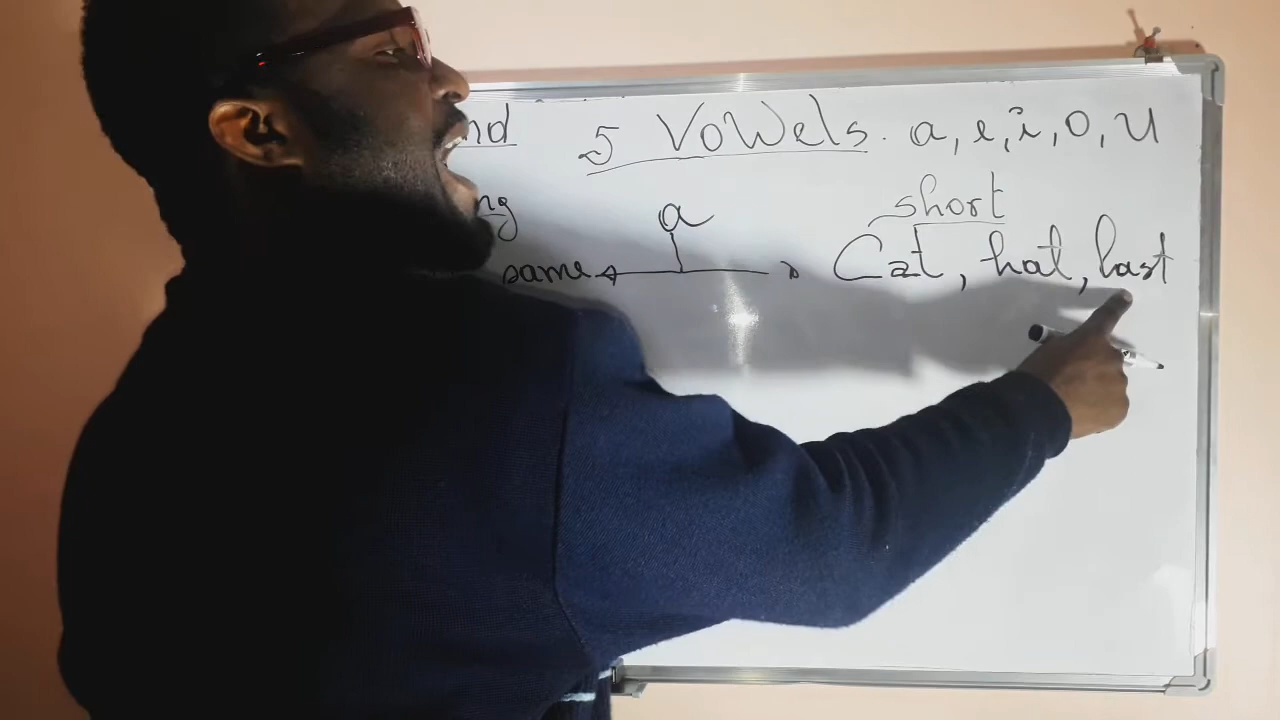 nd 5 Vowels. a, e, i, o, u
short
ng a
same Cat, hat, last